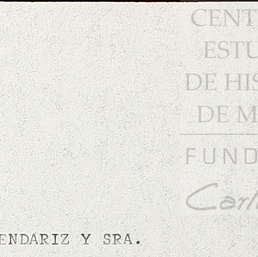 CENT
ESTU
DE HIS
DE M
FUND
Carl
ENDARIZ Y SRA.